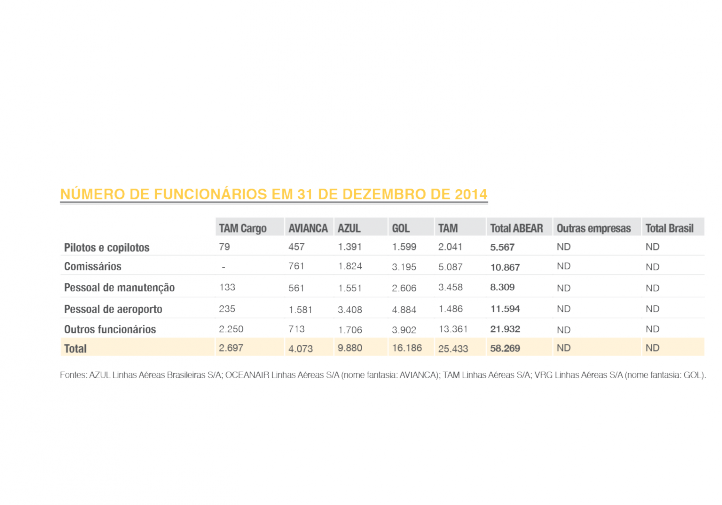 NÚMERO DE FUNCIONÁRIOS EM 31 DE DEZEMBRO DE 2014
TAM Cargo AVIANCA AZUL GOL TAM Total ABEAR Outras empresas Total Brasil
Pilotos e copilotos 79 457 1.391 1.599 2.041 5.567 ND ND
Comissários - 761 1.824 3.195 5.087 10.867 ND ND
Pessoal de manutenção 133 561 1.551 2.606 3.458 8.309 ND ND
Pessoal de aeroporto 235 1.581 3.408 4.884 1.486 11.594 ND ND
Outros funcionários 2.250 713 1.706 3.902 13.361 21.932 ND ND
Total 2.697 4.073 9.880 16.186 25.433 58.269 ND ND
Fontes: AZUL Linhas Aéreas Brasileiras S/A; OCEANAIR Linhas Aéreas S/A (nome fantasia: AVIANCA); TAM Linhas Aéreas S/A; VRG Linhas Aéreas S/A (nome fantasia: GOL).